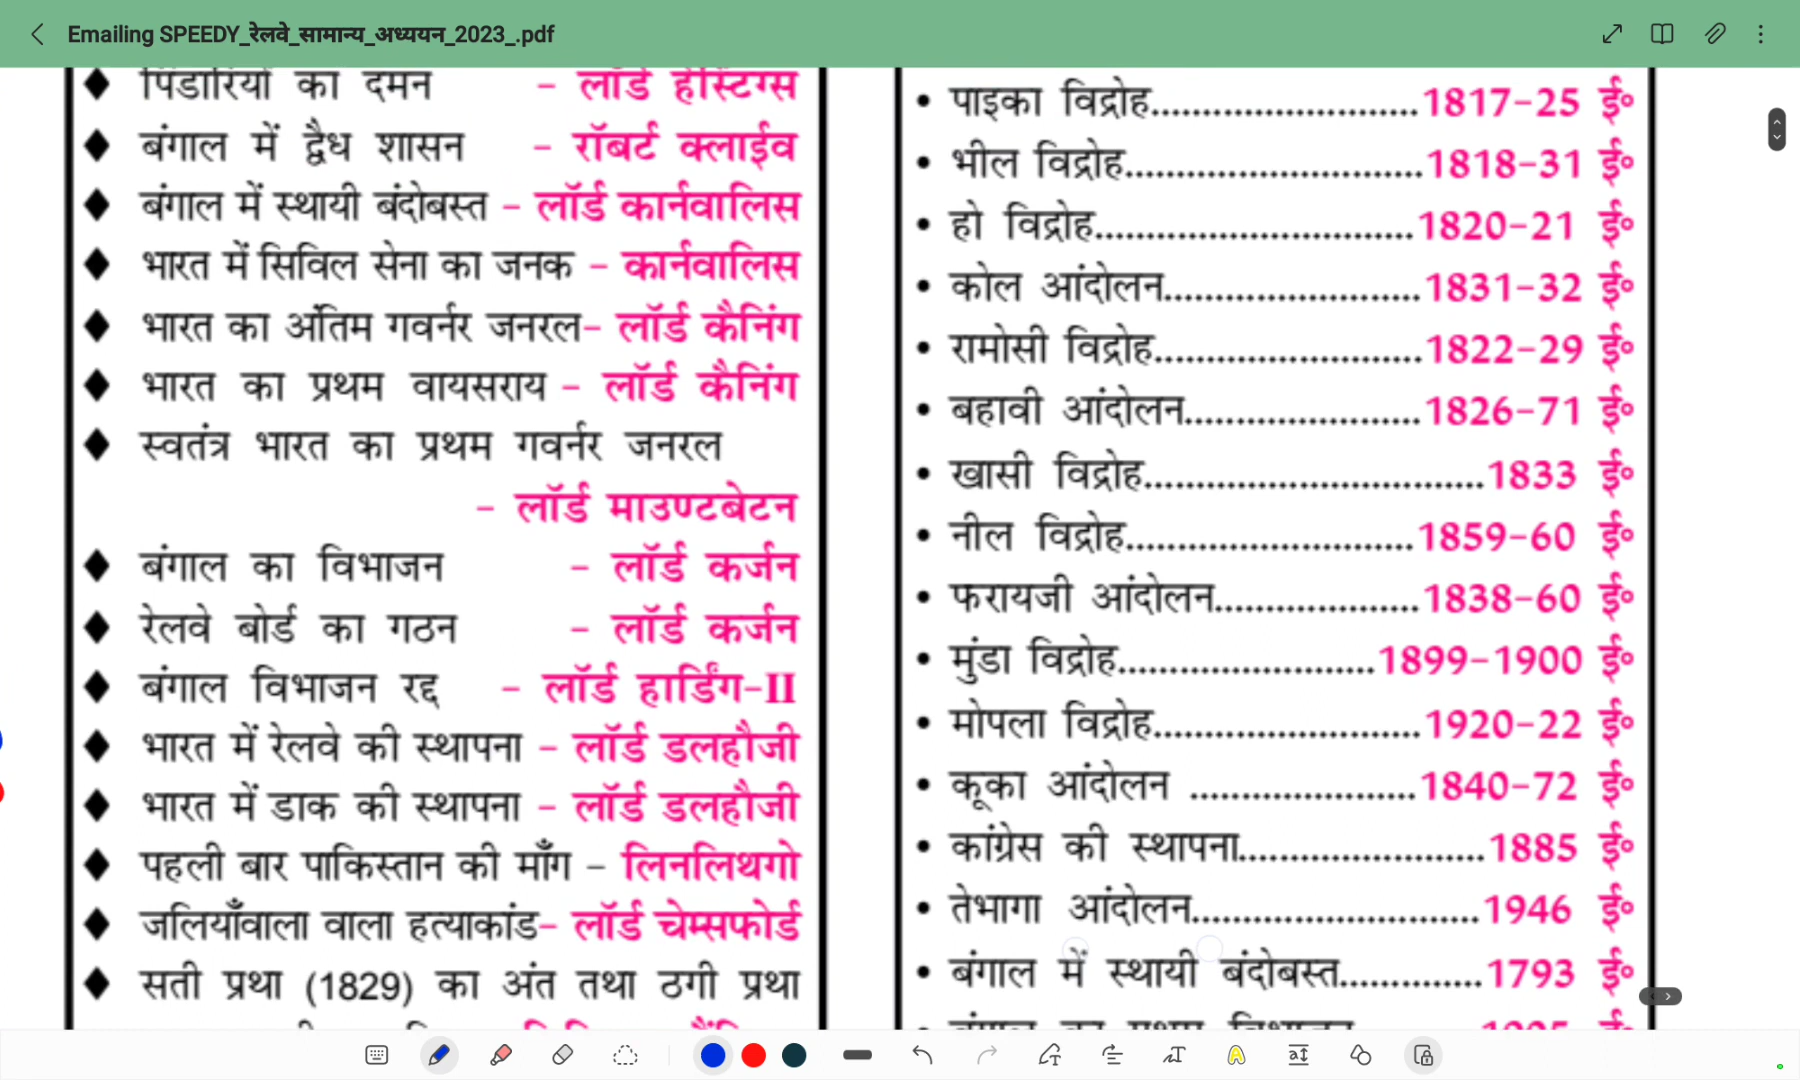 Emailing SPEEDY_रेलवे_सामान्य_अध्ययन_2023_.pdf
♦ पिंडारियों का दमन – लॉर्ड हेस्टिंग्स
♦ बंगाल में द्वैध शासन – रॉबर्ट क्लाईव
♦ बंगाल में स्थायी बंदोबस्त – लॉर्ड कार्नवालिस
♦ भारत में सिविल सेना का जनक – कार्नवालिस
♦ भारत का अंतिम गवर्नर जनरल– लॉर्ड कैनिंग
♦ भारत का प्रथम वायसराय – लॉर्ड कैनिंग
♦ स्वतंत्र भारत का प्रथम गवर्नर जनरल
– लॉर्ड माउण्टबेटन
♦ बंगाल का विभाजन – लॉर्ड कर्जन
♦ रेलवे बोर्ड का गठन – लॉर्ड कर्जन
♦ बंगाल विभाजन रद्द – लॉर्ड हार्डिंग-II
♦ भारत में रेलवे की स्थापना – लॉर्ड डलहौजी
♦ भारत में डाक की स्थापना – लॉर्ड डलहौजी
♦ पहली बार पाकिस्तान की माँग – लिनलिथगो
♦ जलियाँवाला वाला हत्याकांड– लॉर्ड चेम्सफोर्ड
♦ सती प्रथा (1829) का अंत तथा ठगी प्रथा
• पाइका विद्रोह..........................1817-25 ई०
• भील विद्रोह.............................1818-31 ई०
• हो विद्रोह...............................1820-21 ई०
• कोल आंदोलन.........................1831-32 ई०
• रामोसी विद्रोह..........................1822-29 ई०
• बहावी आंदोलन.......................1826-71 ई०
• खासी विद्रोह.................................1833 ई०
• नील विद्रोह............................1859-60 ई०
• फरायजी आंदोलन....................1838-60 ई०
• मुंडा विद्रोह.........................1899-1900 ई०
• मोपला विद्रोह..........................1920-22 ई०
• कूका आंदोलन ......................1840-72 ई०
• कांग्रेस की स्थापना........................1885 ई०
• तेभागा आंदोलन............................1946 ई०
• बंगाल में स्थायी बंदोबस्त..............1793 ई०